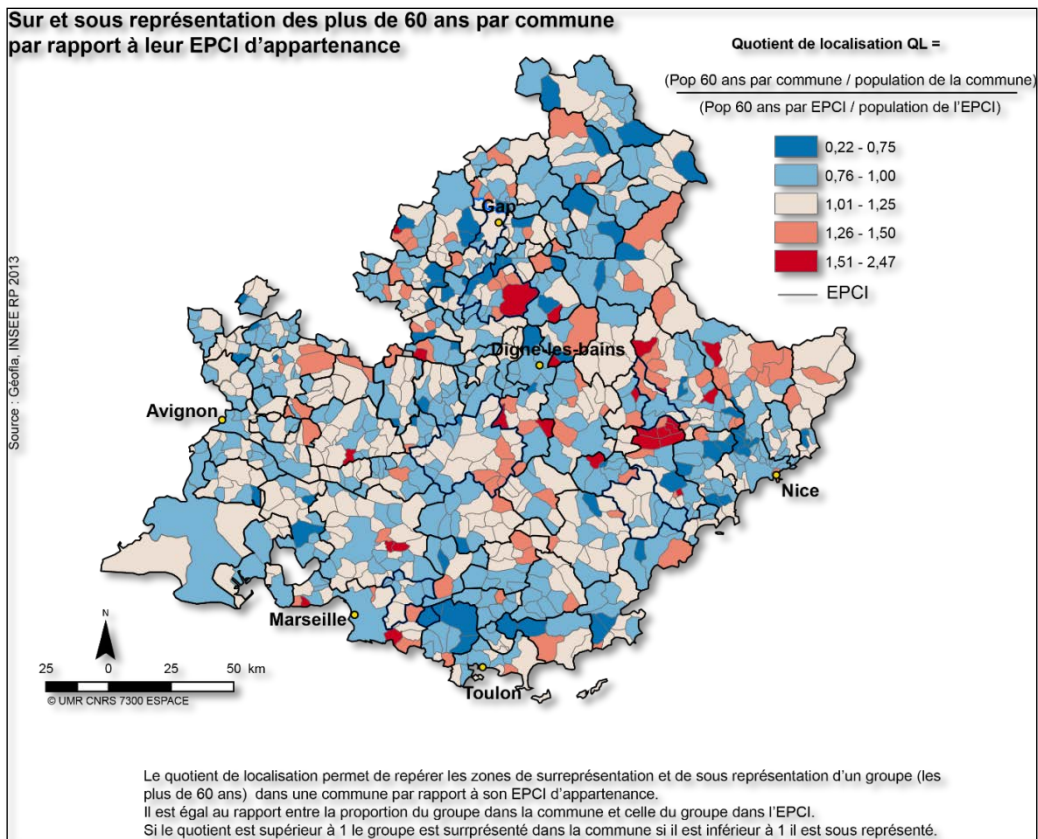 Sur et sous représentation des plus de 60 ans par commune
par rapport à leur EPCI d'appartenance
Quotient de localisation QL =
(Pop 60 ans par commune / population de la commune)
(Pop 60 ans par EPCI / population de l'EPCI)
0,22 - 0,75
0,76 - 1,00
1,01 - 1,25
1,26 - 1,50
1,51 - 2,47
EPCI
Gap
Digne-les-bains
Avignon
Nice
Marseille
Toulon
Source : Géofla, INSEE RP 2013
N
25 0 25 50 km
© UMR CNRS 7300 ESPACE
Le quotient de localisation permet de repérer les zones de surreprésentation et de sous représentation d'un groupe (les
plus de 60 ans) dans une commune par rapport à son EPCI d'appartenance.
Il est égal au rapport entre la proportion du groupe dans la commune et celle du groupe dans l'EPCI.
Si le quotient est supérieur à 1 le groupe est surrprésenté dans la commune si il est inférieur à 1 il est sous représenté.